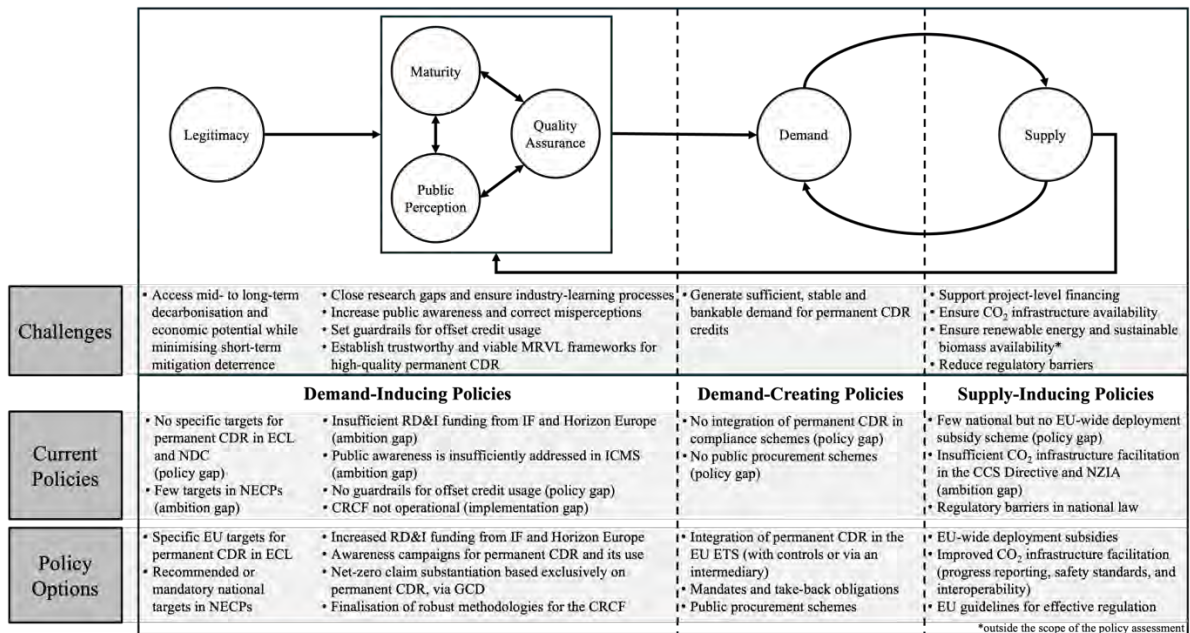 Legitimacy
Maturity
Public
Perception
Quality
Assurance
Demand
Supply
Challenges
• Access mid- to long-term
decarbonisation and
economic potential while
minimising short-term
mitigation deterrence
• Close research gaps and ensure industry-learning processes
• Increase public awareness and correct misperceptions
• Set guardrails for offset credit usage
• Establish trustworthy and viable MRVL frameworks for
high-quality permanent CDR
• Generate sufficient, stable and
bankable demand for permanent CDR
credits
• Support project-level financing
• Ensure CO₂ infrastructure availability
• Ensure renewable energy and sustainable
biomass availability*
• Reduce regulatory barriers
Demand-Inducing Policies
Demand-Creating Policies
Supply-Inducing Policies
Current
Policies
• No specific targets for
permanent CDR in ECL
and NDC
(policy gap)
• Few targets in NECPs
(ambition gap)
• Insufficient RD&I funding from IF and Horizon Europe
(ambition gap)
• Public awareness is insufficiently addressed in ICMS
(ambition gap)
• No guardrails for offset credit usage (policy gap)
• CRCF not operational (implementation gap)
• No integration of permanent CDR in
compliance schemes (policy gap)
• No public procurement schemes
(policy gap)
• Few national but no EU-wide deployment
subsidy scheme (policy gap)
• Insufficient CO₂ infrastructure facilitation
in the CCS Directive and NZIA
(ambition gap)
• Regulatory barriers in national law
Policy
Options
• Specific EU targets for
permanent CDR in ECL
• Recommended or
mandatory national
targets in NECPs
• Increased RD&I funding from IF and Horizon Europe
• Awareness campaigns for permanent CDR and its use
• Net-zero claim substantiation based exclusively on
permanent CDR, via GCD
• Finalisation of robust methodologies for the CRCF
• Integration of permanent CDR in the
EU ETS (with controls or via an
intermediary)
• Mandates and take-back obligations
• Public procurement schemes
• EU-wide deployment subsidies
• Improved CO₂ infrastructure facilitation
(progress reporting, safety standards, and
interoperability)
• EU guidelines for effective regulation
*outside the scope of the policy assessment